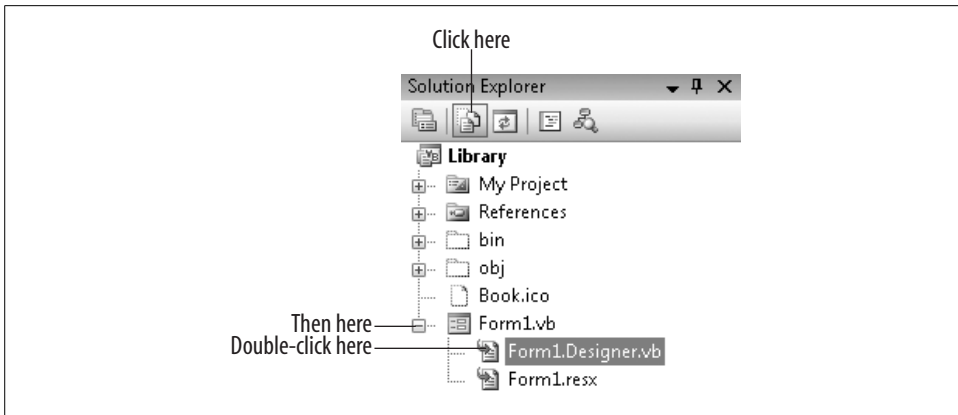 Click here
Solution Explorer
Library
My Project
References
bin
obj
Book.ico
Then here
Form1.vb
Double-click here
Form1.Designer.vb
Form1.resx